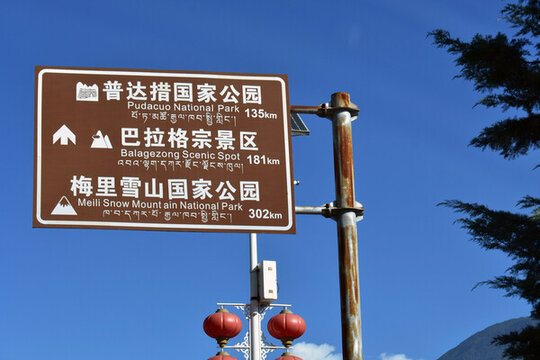 普达措国家公园
Pudacuo National Park
135km
巴拉格宗景区
Balagezong Scenic Spot
181km
梅里雪山国家公园
Meili Snow Mount ain National Park
302km